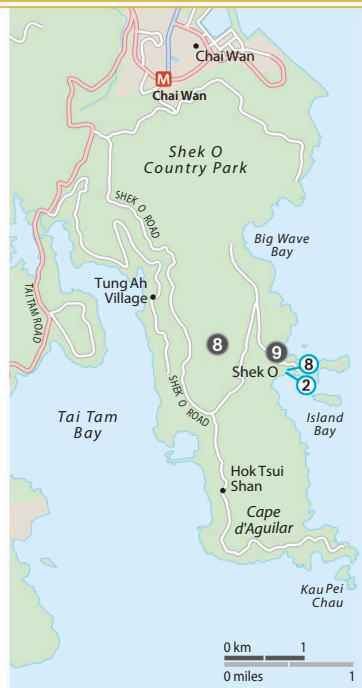 Chai Wan
M
Chai Wan
Shek O
Country Park
SHEK O ROAD
Big Wave
Bay
Tung Ah
Village
TAI TAM ROAD
8
9
8
Shek O
2
SHEK O ROAD
Island
Bay
Tai Tam
Bay
Hok Tsui
Shan
Cape
d'Aguilar
Kau Pei
Chau
0 km 1
0 miles 1